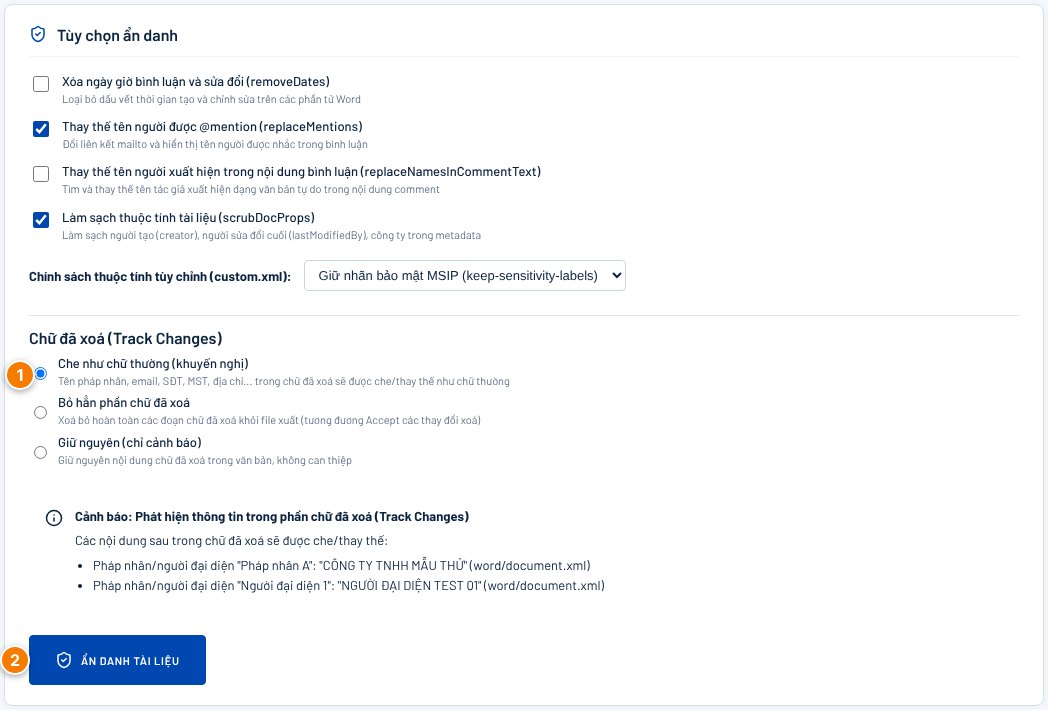 Tùy chọn ẩn danh
Xóa ngày giờ bình luận và sửa đổi (removeDates)
Loại bỏ dấu vết thời gian tạo và chỉnh sửa trên các phần tử Word
Thay thế tên người được @mention (replaceMentions)
Đổi liên kết mailto và hiển thị tên người được nhắc trong bình luận
Thay thế tên người xuất hiện trong nội dung bình luận (replaceNamesInCommentText)
Tìm và thay thế tên tác giả xuất hiện dạng văn bản tự do trong nội dung comment
Làm sạch thuộc tính tài liệu (scrubDocProps)
Làm sạch người tạo (creator), người sửa đổi cuối (lastModifiedBy), công ty trong metadata
Chính sách thuộc tính tùy chỉnh (custom.xml): Giữ nhãn bảo mật MSIP (keep-sensitivity-labels)
Chữ đã xoá (Track Changes)
1
Che như chữ thường (khuyến nghị)
Tên pháp nhân, email, SĐT, MST, địa chỉ... trong chữ đã xoá sẽ được che/thay thế như chữ thường
Bỏ hẳn phần chữ đã xoá
Xoá bỏ hoàn toàn các đoạn chữ đã xoá khỏi file xuất (tương đương Accept các thay đổi xoá)
Giữ nguyên (chỉ cảnh báo)
Giữ nguyên nội dung chữ đã xoá trong văn bản, không can thiệp
Cảnh báo: Phát hiện thông tin trong phần chữ đã xoá (Track Changes)
Các nội dung sau trong chữ đã xoá sẽ được che/thay thế:
• Pháp nhân/người đại diện "Pháp nhân A": "CÔNG TY TNHH MẪU THỬ" (word/document.xml)
• Pháp nhân/người đại diện "Người đại diện 1": "NGƯỜI ĐẠI DIỆN TEST 01" (word/document.xml)
2
ẨN DANH TÀI LIỆU